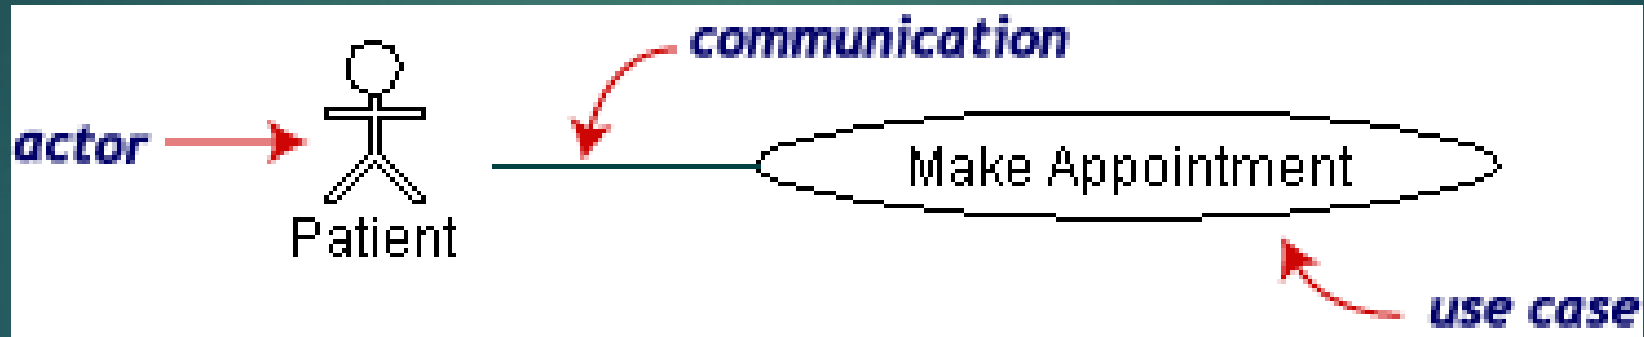 communication
actor
Make Appointment
Patient
use case